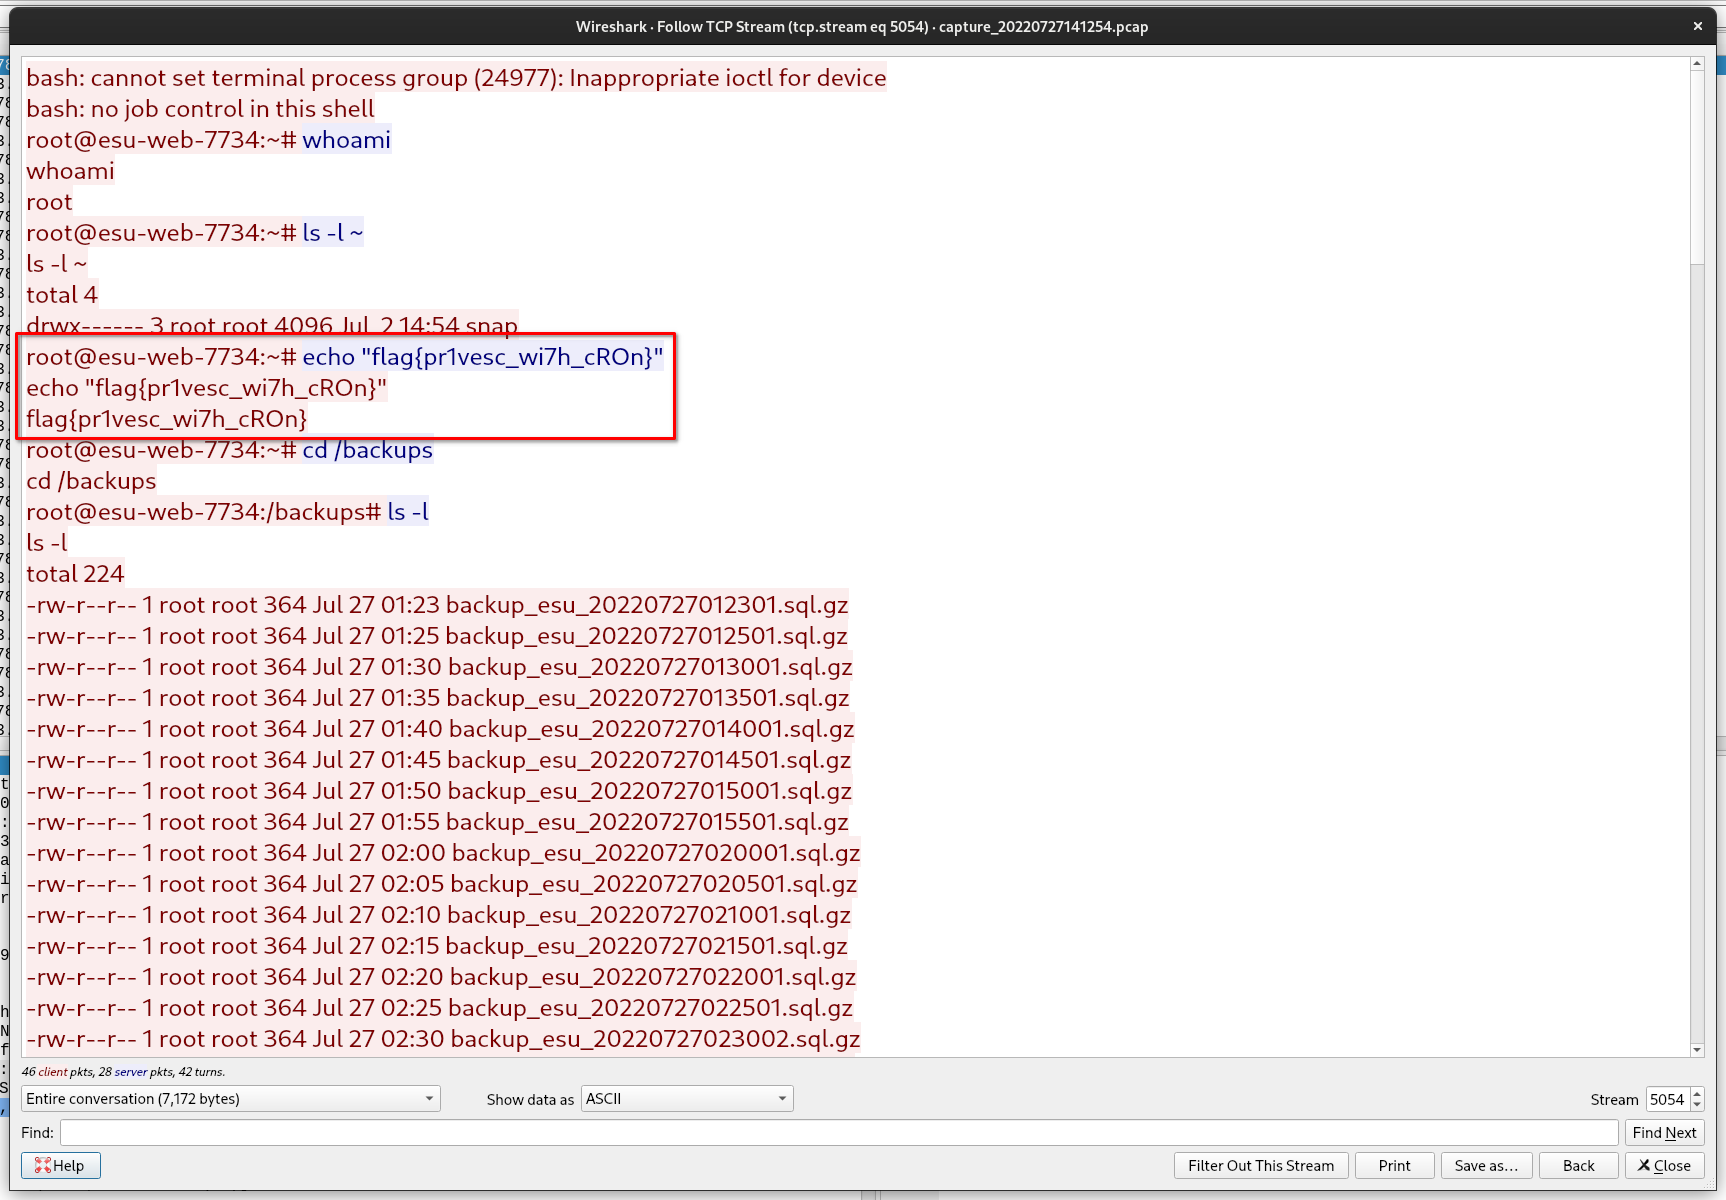 Wireshark · Follow TCP Stream (tcp.stream eq 5054) · capture_20220727141254.pcap
bash: cannot set terminal process group (24977): Inappropriate ioctl for device
bash: no job control in this shell
root@esu-web-7734:~# whoami
whoami
root
root@esu-web-7734:~# ls -l ~
ls -l ~
total 4
drwx------ 3 root root 4096 Jul  2 14:54 snap
root@esu-web-7734:~# echo "flag{pr1vesc_wi7h_cROn}"
echo "flag{pr1vesc_wi7h_cROn}"
flag{pr1vesc_wi7h_cROn}
root@esu-web-7734:~# cd /backups
cd /backups
root@esu-web-7734:/backups# ls -l
ls -l
total 224
-rw-r--r-- 1 root root 364 Jul 27 01:23 backup_esu_20220727012301.sql.gz
-rw-r--r-- 1 root root 364 Jul 27 01:25 backup_esu_20220727012501.sql.gz
-rw-r--r-- 1 root root 364 Jul 27 01:30 backup_esu_20220727013001.sql.gz
-rw-r--r-- 1 root root 364 Jul 27 01:35 backup_esu_20220727013501.sql.gz
-rw-r--r-- 1 root root 364 Jul 27 01:40 backup_esu_20220727014001.sql.gz
-rw-r--r-- 1 root root 364 Jul 27 01:45 backup_esu_20220727014501.sql.gz
-rw-r--r-- 1 root root 364 Jul 27 01:50 backup_esu_20220727015001.sql.gz
-rw-r--r-- 1 root root 364 Jul 27 01:55 backup_esu_20220727015501.sql.gz
-rw-r--r-- 1 root root 364 Jul 27 02:00 backup_esu_20220727020001.sql.gz
-rw-r--r-- 1 root root 364 Jul 27 02:05 backup_esu_20220727020501.sql.gz
-rw-r--r-- 1 root root 364 Jul 27 02:10 backup_esu_20220727021001.sql.gz
-rw-r--r-- 1 root root 364 Jul 27 02:15 backup_esu_20220727021501.sql.gz
-rw-r--r-- 1 root root 364 Jul 27 02:20 backup_esu_20220727022001.sql.gz
-rw-r--r-- 1 root root 364 Jul 27 02:25 backup_esu_20220727022501.sql.gz
-rw-r--r-- 1 root root 364 Jul 27 02:30 backup_esu_20220727023002.sql.gz
46 client pkts, 28 server pkts, 42 turns.
Entire conversation (7,172 bytes) Show data as ASCII Stream 5054
Find: Find Next
Help Filter Out This Stream Print Save as… Back Close